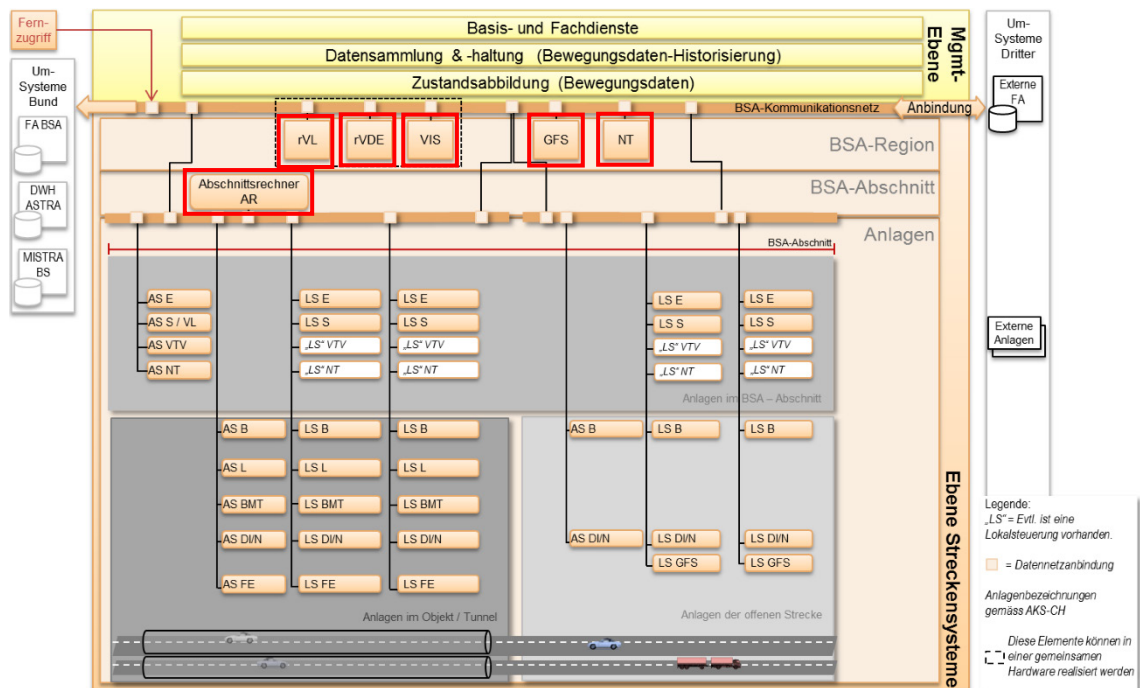 Fern-
zugriff
Um-
Systeme
Bund
FA BSA
DWH
ASTRA
MISTRA
BS
Basis- und Fachdienste
Datensammlung & -haltung (Bewegungsdaten-Historisierung)
Zustandsabbildung (Bewegungsdaten)
Mgmt-
Ebene
BSA-Kommunikationsnetz
Anbindung
Um-
Systeme
Dritter
Externe
FA
Externe
Anlagen
rVL
rVDE
VIS
GFS
NT
BSA-Region
Abschnittsrechner
AR
BSA-Abschnitt
Anlagen
BSA-Abschnitt
AS E
LS E
LS E
LS E
LS E
AS S / VL
LS S
LS S
LS S
LS S
AS VTV
„LS“ VTV
„LS“ VTV
„LS“ VTV
„LS“ VTV
AS NT
„LS“ NT
„LS“ NT
„LS“ NT
„LS“ NT
Anlagen im BSA – Abschnitt
AS B
LS B
LS B
AS B
LS B
LS B
AS L
LS L
LS L
AS BMT
LS BMT
LS BMT
AS DI/N
LS DI/N
LS DI/N
AS DI/N
LS DI/N
LS DI/N
LS GFS
LS GFS
AS FE
LS FE
LS FE
Anlagen im Objekt / Tunnel
Anlagen der offenen Strecke
Ebene Streckensysteme
Legende:
„LS“ = Evtl. ist eine
Lokalsteuerung vorhanden.
= Datennetzanbindung
Anlagenbezeichnungen
gemäss AKS-CH
Diese Elemente können in
einer gemeinsamen
Hardware realisiert werden